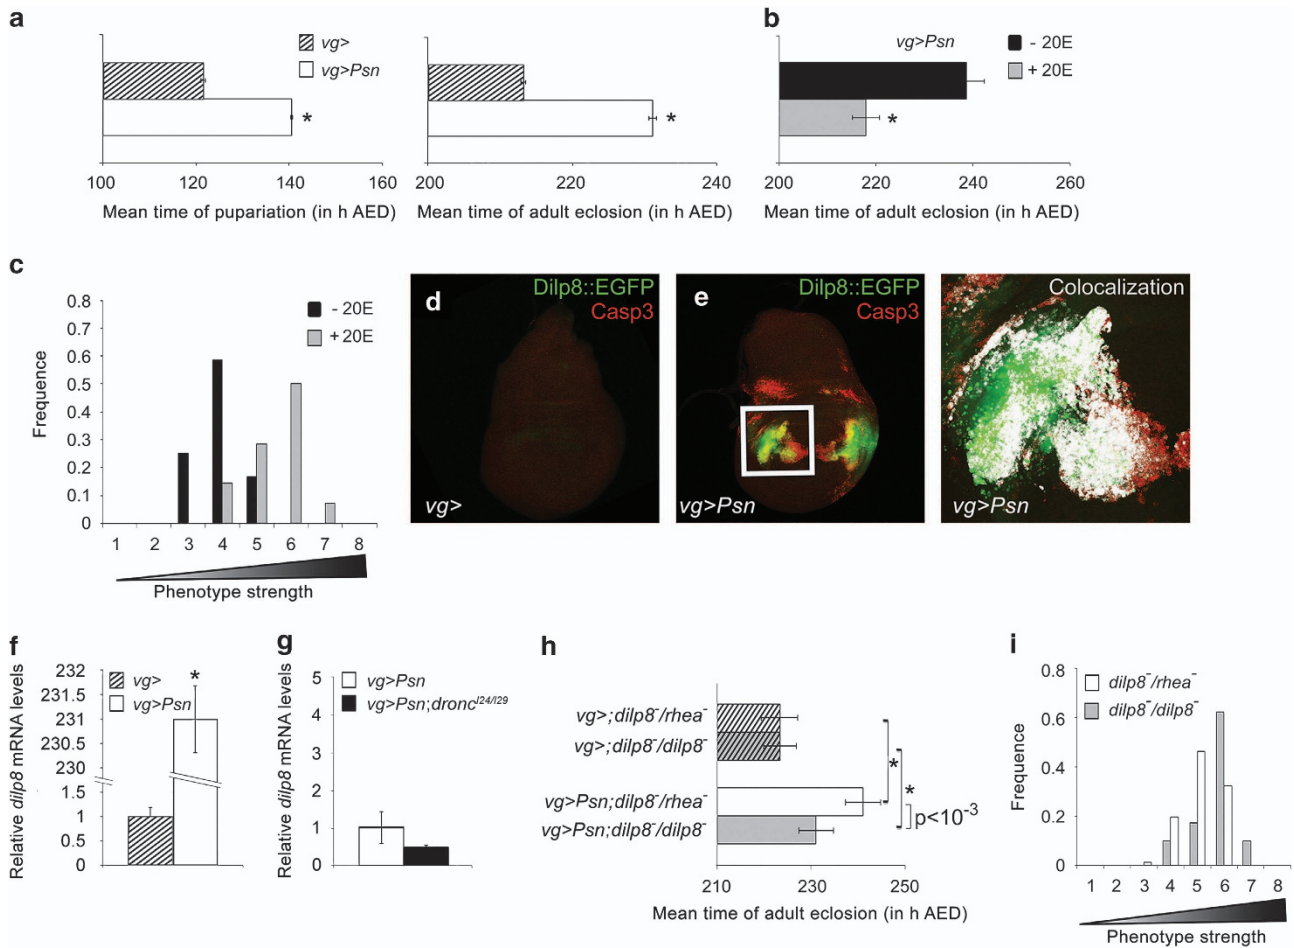 a
vg>
vg>Psn
*
100 120 140 160
Mean time of pupariation (in h AED)
*
200 220 240
Mean time of adult eclosion (in h AED)
b
vg>Psn
- 20E
+ 20E
*
200 220 240 260
Mean time of adult eclosion (in h AED)
c
Frequence
0.8
0.7
0.6
0.5
0.4
0.3
0.2
0.1
0
- 20E
+ 20E
1 2 3 4 5 6 7 8
Phenotype strength
d
Dilp8::EGFP
Casp3
vg>
e
Dilp8::EGFP
Casp3
vg>Psn
Colocalization
vg>Psn
f
Relative dilp8 mRNA levels
232
231.5
231
230.5
230
1.5
1
0.5
0
vg>
vg>Psn
*
g
Relative dilp8 mRNA levels
5
4
3
2
1
0
vg>Psn
vg>Psn;dronc^I24/I29
h
vg>;dilp8⁻/rhea⁻
vg>;dilp8⁻/dilp8⁻
vg>Psn;dilp8⁻/rhea⁻
vg>Psn;dilp8⁻/dilp8⁻
*
*
p<10⁻³
210 230 250
Mean time of adult eclosion (in h AED)
i
Frequence
0.8
0.6
0.4
0.2
0
dilp8⁻/rhea⁻
dilp8⁻/dilp8⁻
1 2 3 4 5 6 7 8
Phenotype strength